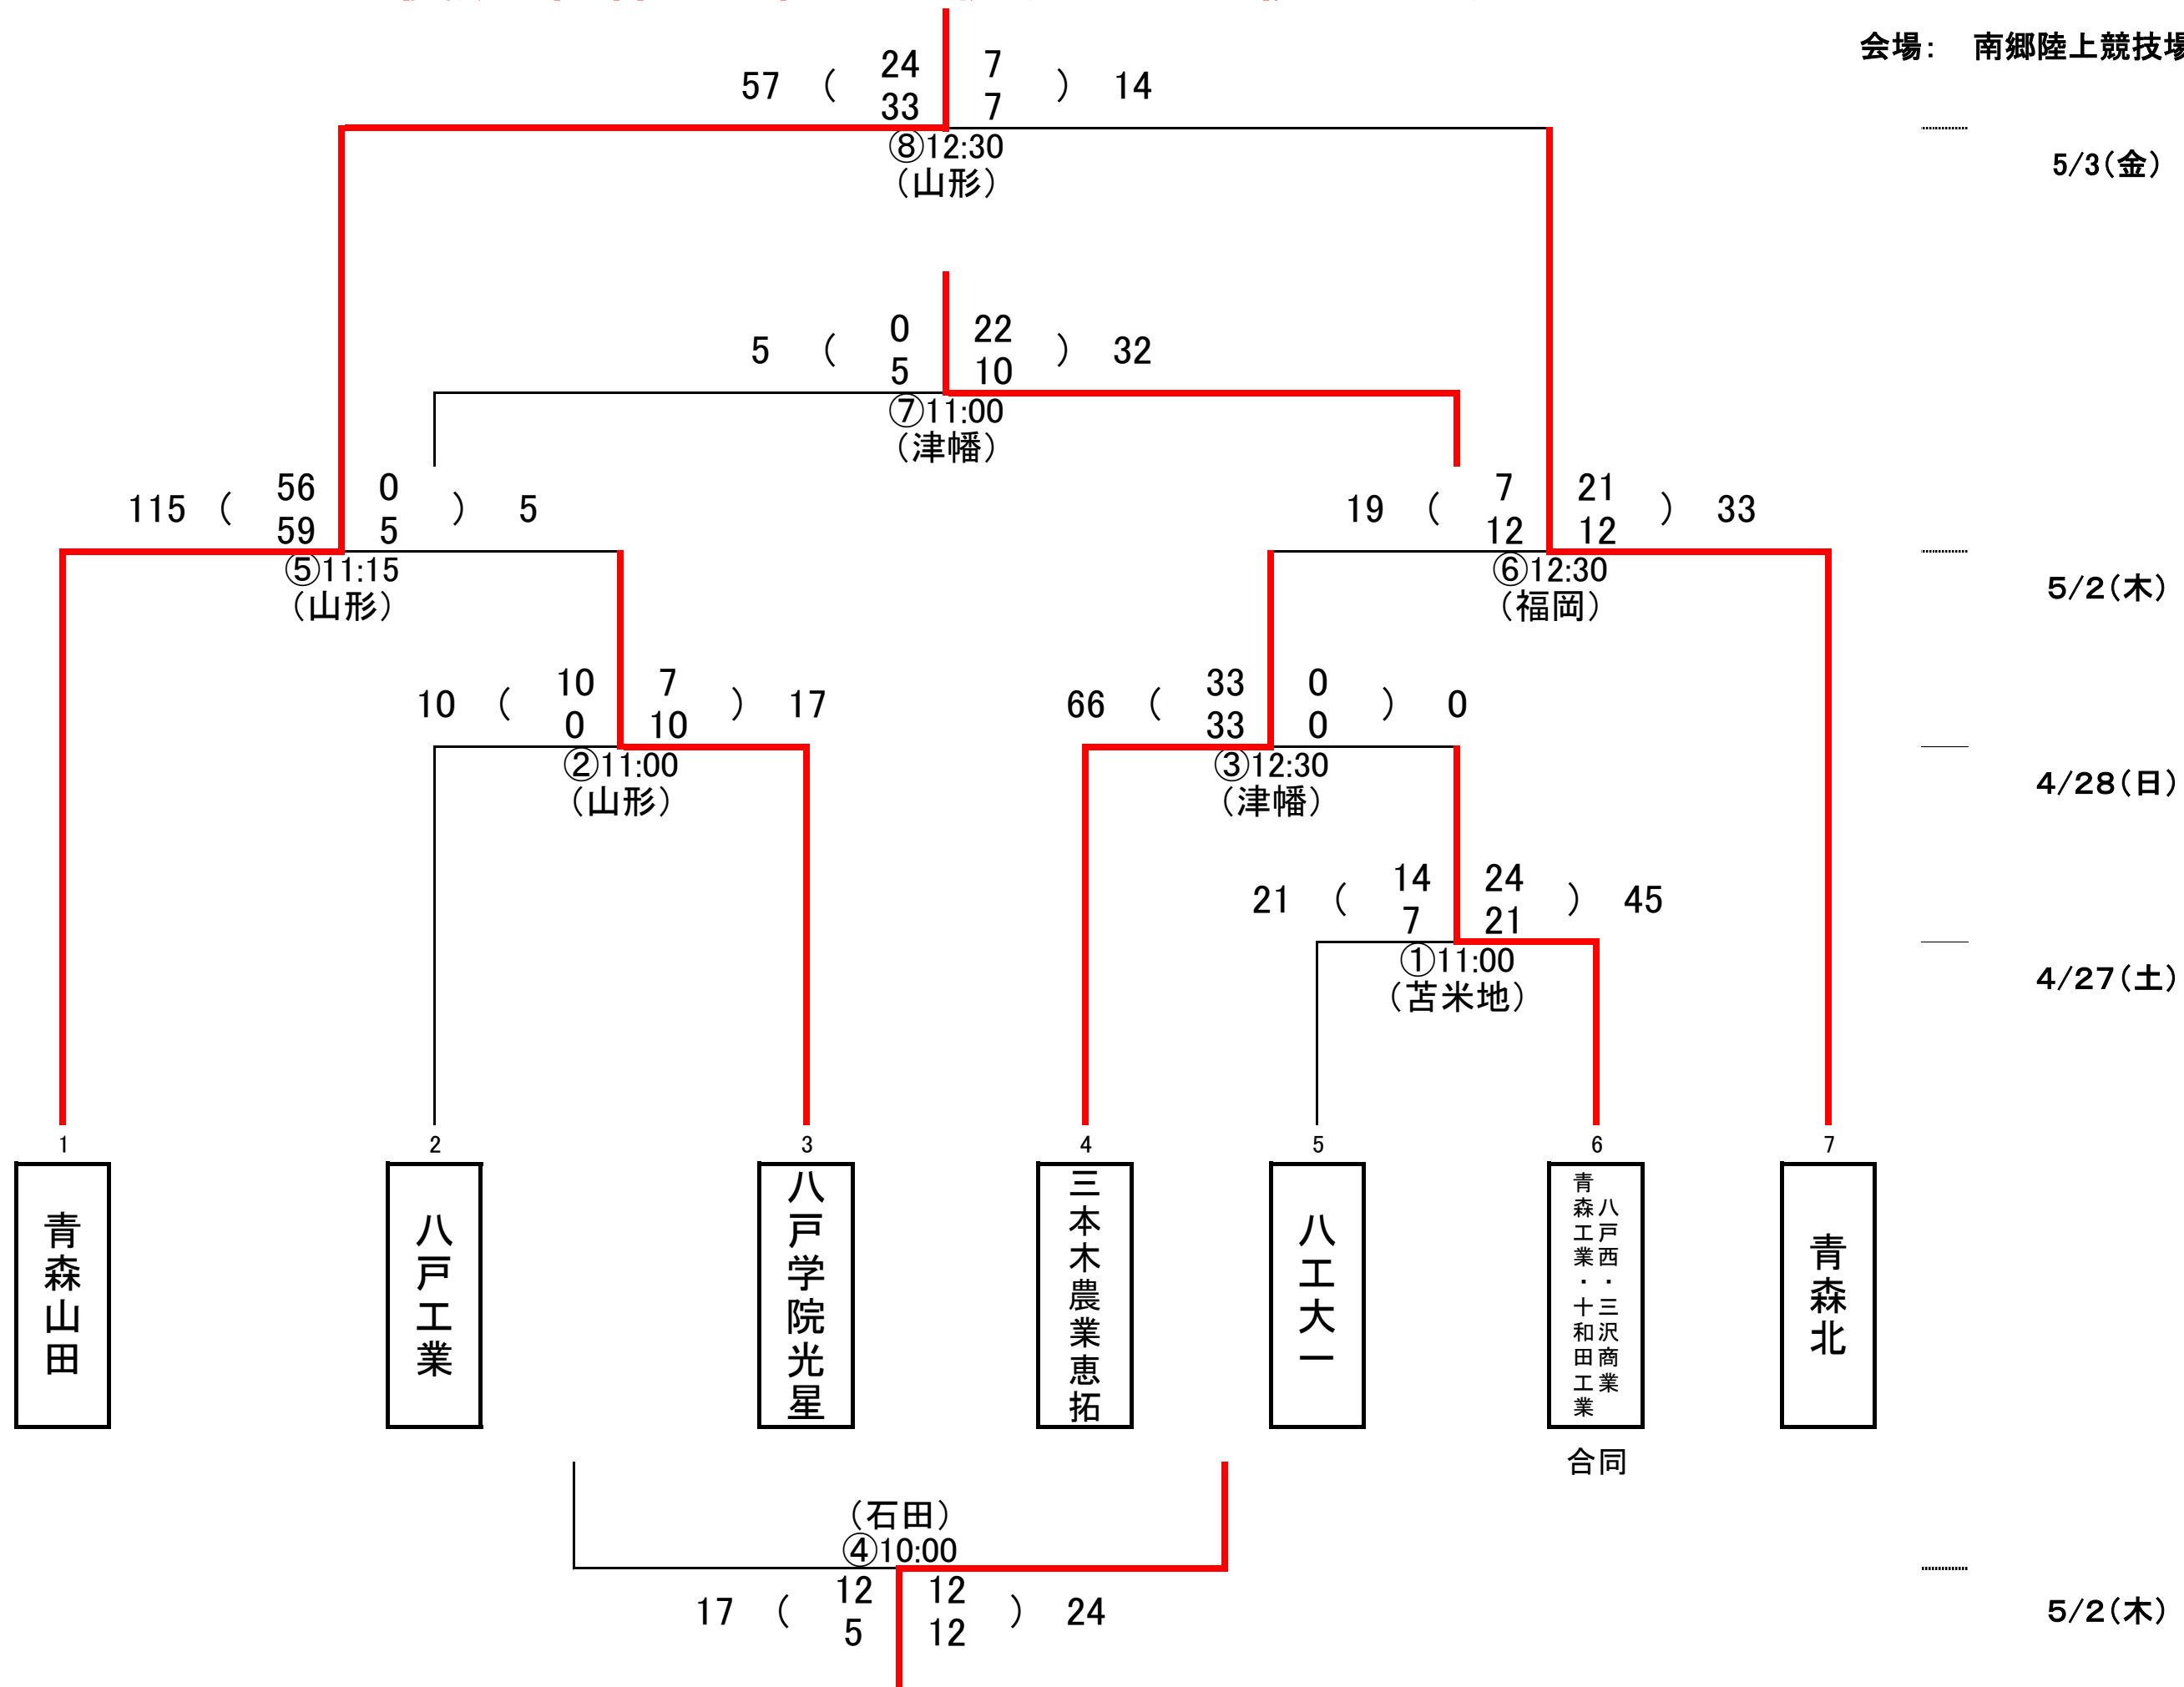 会場： 南郷陸上競技場
57 （ 24 7 ） 14
33 7
⑧12:30
（山形）
5/3（金）
5 （ 0 22 ） 32
5 10
⑦11:00
（津幡）
115 （ 56 0 ） 5
59 5
⑤11:15
（山形）
19 （ 7 21 ） 33
12 12
⑥12:30
（福岡）
5/2（木）
10 （ 10 7 ） 17
0 10
②11:00
（山形）
66 （ 33 0 ） 0
33 0
③12:30
（津幡）
4/28（日）
21 （ 14 24 ） 45
7 21
①11:00
（苫米地）
4/27（土）
1
2
3
4
5
6
7
青森山田
八戸工業
八戸学院光星
三本木農業恵拓
八工大一
八戸西・三沢商業
青森工業・十和田工業
青森北
合同
（石田）
④10:00
17 （ 12 12 ） 24
5 12
5/2（木）